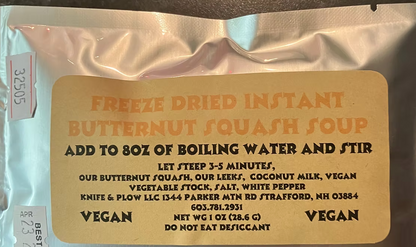 32505
FREEZE DRIED INSTANT
BUTTERNUT SQUASH SOUP
ADD TO 8OZ OF BOILING WATER AND STIR
LET STEEP 3-5 MINUTES,
OUR BUTTERNUT SQUASH, OUR LEEKS, COCONUT MILK, VEGAN
VEGETABLE STOCK, SALT, WHITE PEPPER
KNIFE & PLOW LLC 1344 PARKER MTN RD STRAFFORD, NH 03884
603.781.2931
VEGAN NET WG 1 OZ (28.6 G) VEGAN
DO NOT EAT DESICCANT
APR
23
BEST